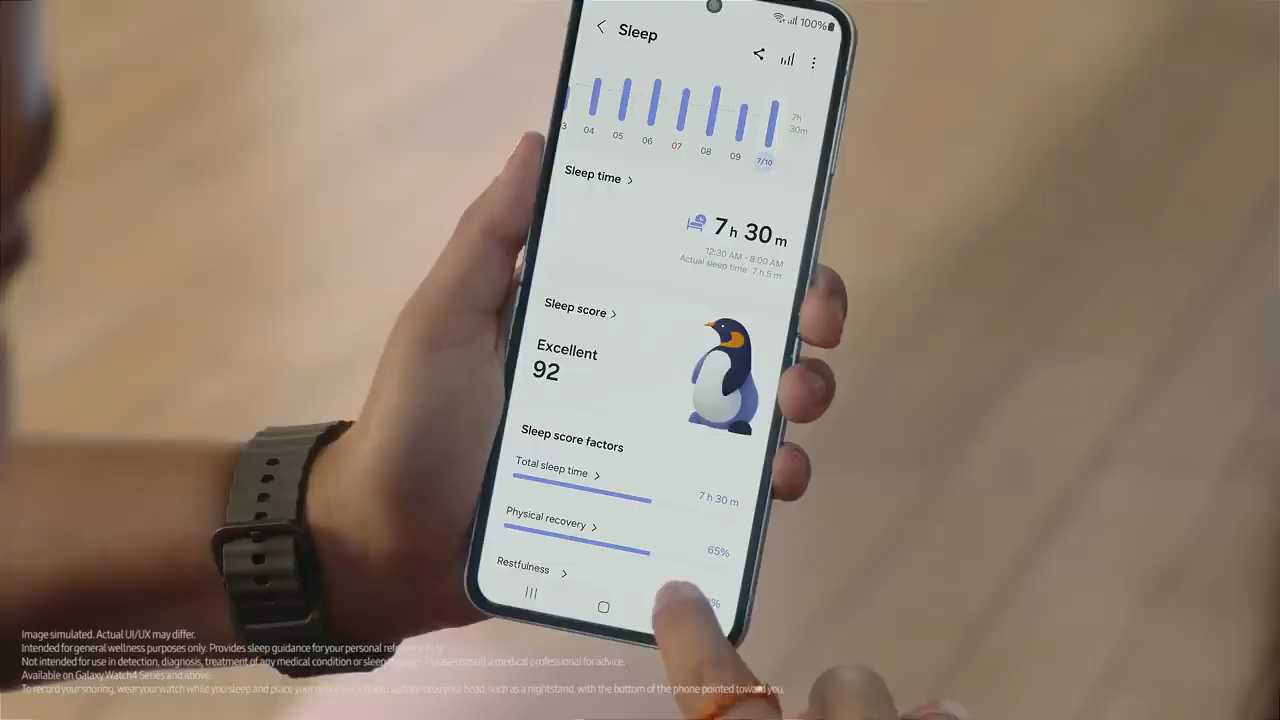 100%
Sleep
7h
30m
3 04 05 06 07 08 09 7/10
Sleep time
7 h 30 m
12:30 AM - 8:00 AM
Actual sleep time 7 h 5 m
Sleep score
Excellent
92
Sleep score factors
Total sleep time
7 h 30 m
Physical recovery
65%
Restfulness
%
Image simulated. Actual UI/UX may differ.
Intended for general wellness purposes only. Provides sleep guidance for your personal reference only.
Not intended for use in detection, diagnosis, treatment of any medical condition or sleep Please consult a medical professional for advice.
Available on Galaxy Watch4 Series and above.
To record your snoring, wear your watch while you sleep and place your phone on a stable surface near your head, such as a nightstand, with the bottom of the phone pointed toward you.